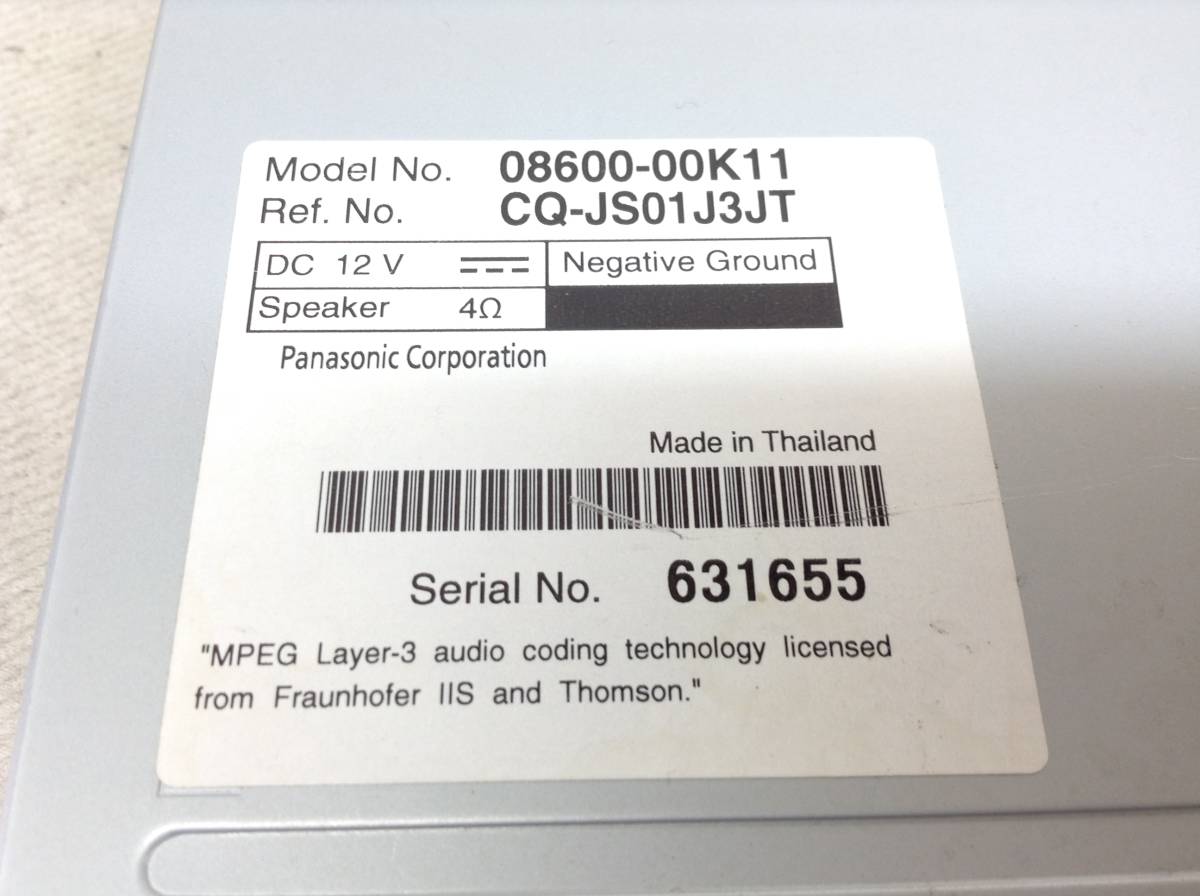 Model No. 08600-00K11
Ref. No. CQ-JS01J3JT
DC 12 V Negative Ground
Speaker 4Ω
Panasonic Corporation
Made in Thailand
Serial No. 631655
"MPEG Layer-3 audio coding technology licensed
from Fraunhofer IIS and Thomson."